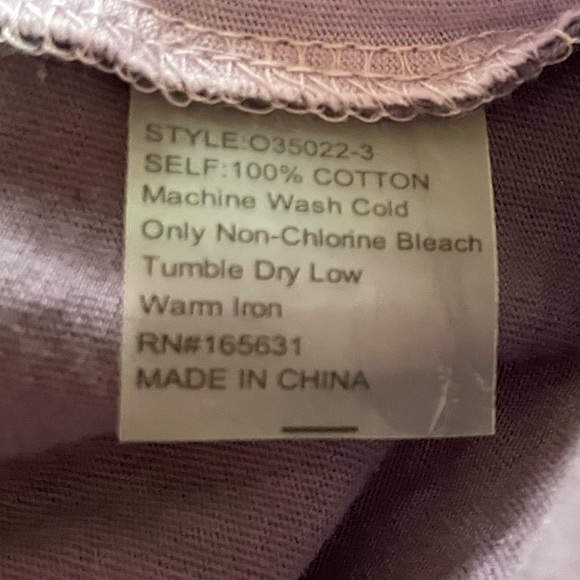 STYLE:O35022-3
SELF:100% COTTON
Machine Wash Cold
Only Non-Chlorine Bleach
Tumble Dry Low
Warm Iron
RN#165631
MADE IN CHINA